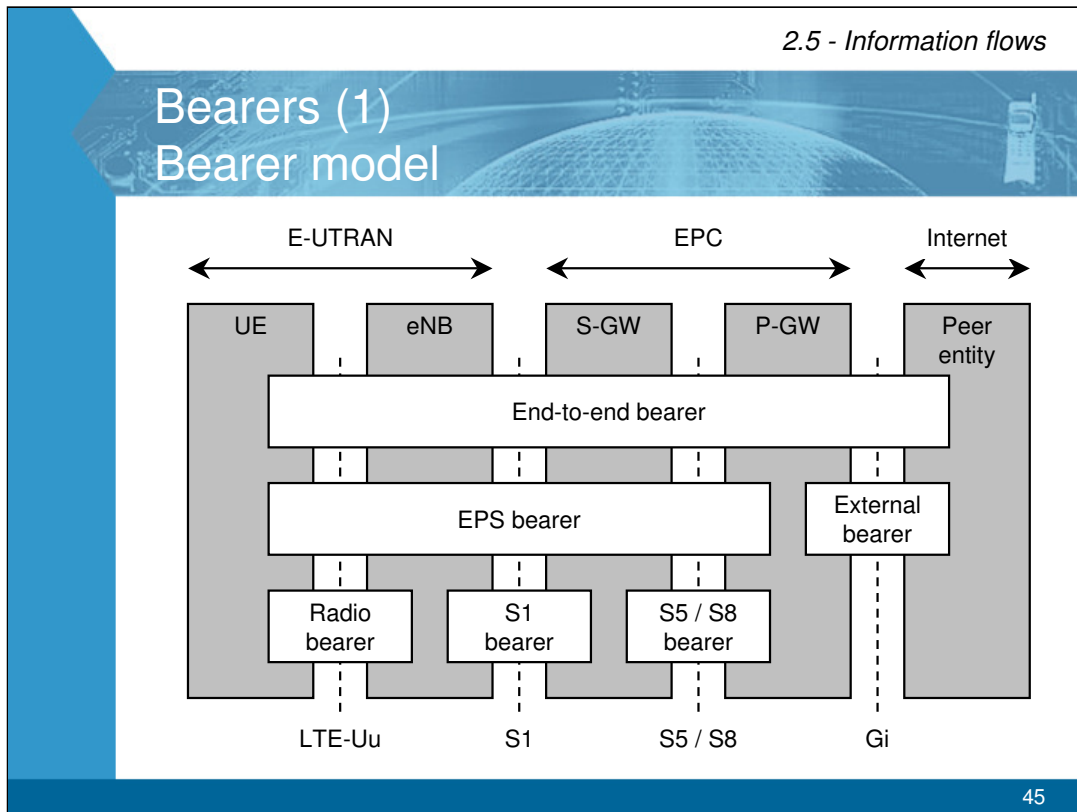 2.5 - Information flows
Bearers (1)
Bearer model
E-UTRAN
EPC
Internet
UE
eNB
S-GW
P-GW
Peer
entity
End-to-end bearer
EPS bearer
External
bearer
Radio
bearer
S1
bearer
S5 / S8
bearer
LTE-Uu
S1
S5 / S8
Gi
45